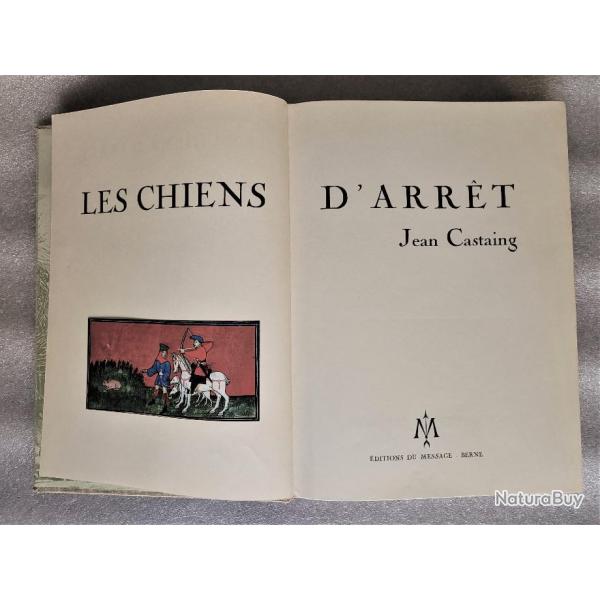 LES CHIENS D'ARRÊT
Jean Castaing
M
ÉDITIONS DU MESSAGE . BERNE
NaturaBuy